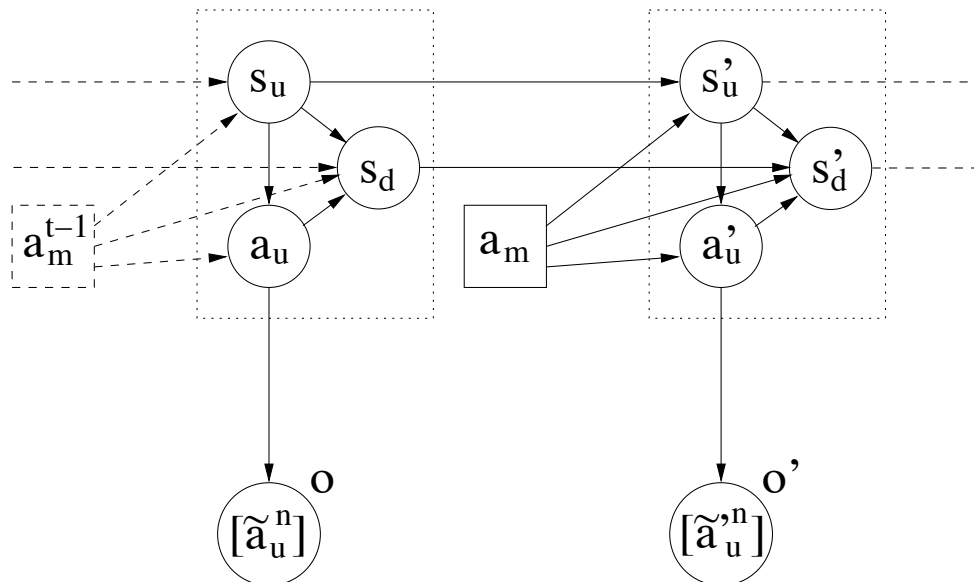 s_u
s'_u
s_d
s'_d
a_m^{t-1}
a_u
a_m
a'_u
o
o'
[ã_u^n]
[ã'_u^n]